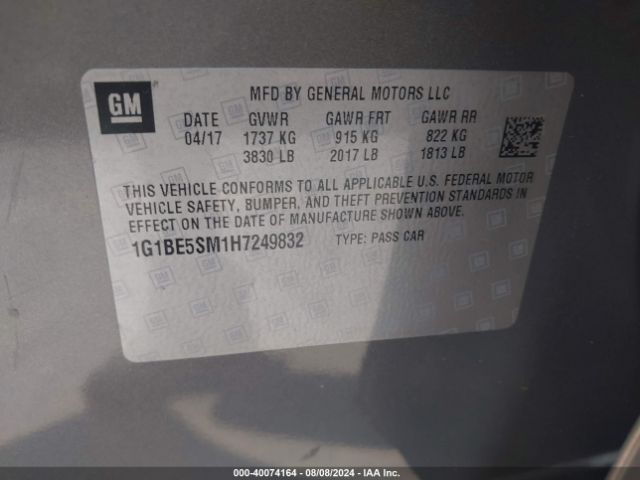 GM
MFD BY GENERAL MOTORS LLC
DATE GVWR GAWR FRT GAWR RR
04/17 1737 KG 915 KG 822 KG
3830 LB 2017 LB 1813 LB
THIS VEHICLE CONFORMS TO ALL APPLICABLE U.S. FEDERAL MOTOR
VEHICLE SAFETY, BUMPER, AND THEFT PREVENTION STANDARDS IN
EFFECT ON THE DATE OF MANUFACTURE SHOWN ABOVE.
1G1BE5SM1H7249832 TYPE: PASS CAR
000-40074164 - 08/08/2024 - IAA Inc.